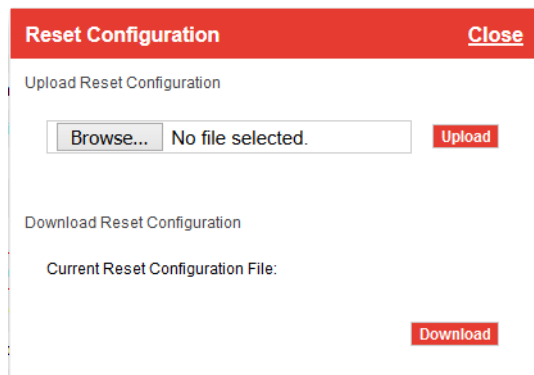 Reset Configuration Close
Upload Reset Configuration
Browse... No file selected. Upload
Download Reset Configuration
Current Reset Configuration File:
Download